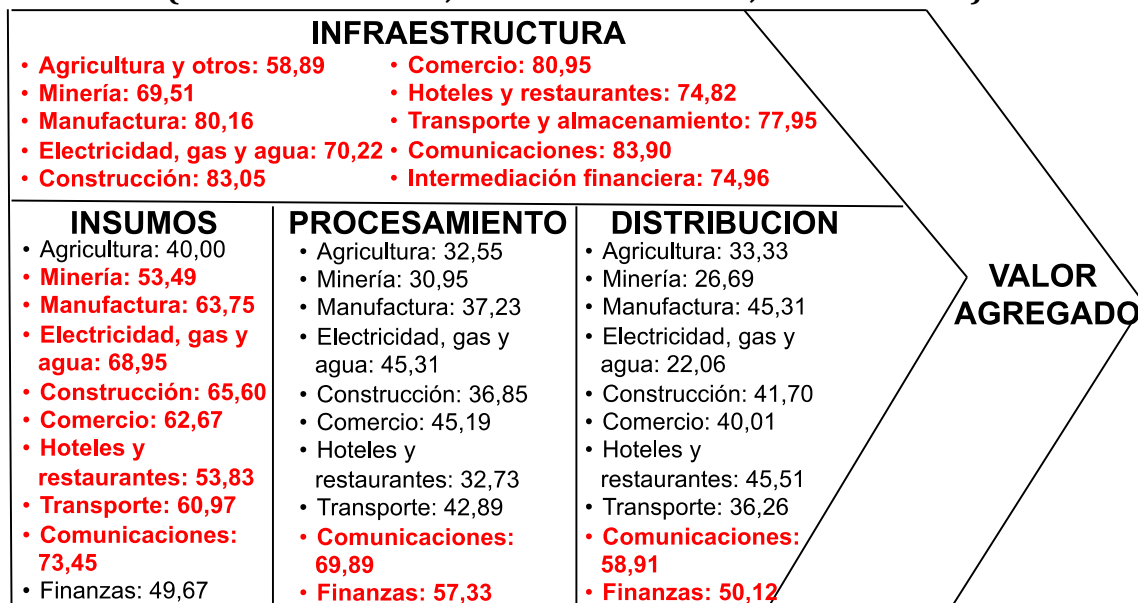 INFRAESTRUCTURA
• Agricultura y otros: 58,89
• Minería: 69,51
• Manufactura: 80,16
• Electricidad, gas y agua: 70,22
• Construcción: 83,05
• Comercio: 80,95
• Hoteles y restaurantes: 74,82
• Transporte y almacenamiento: 77,95
• Comunicaciones: 83,90
• Intermediación financiera: 74,96
INSUMOS
• Agricultura: 40,00
• Minería: 53,49
• Manufactura: 63,75
• Electricidad, gas y
agua: 68,95
• Construcción: 65,60
• Comercio: 62,67
• Hoteles y
restaurantes: 53,83
• Transporte: 60,97
• Comunicaciones:
73,45
• Finanzas: 49,67
PROCESAMIENTO
• Agricultura: 32,55
• Minería: 30,95
• Manufactura: 37,23
• Electricidad, gas y
agua: 45,31
• Construcción: 36,85
• Comercio: 45,19
• Hoteles y
restaurantes: 32,73
• Transporte: 42,89
• Comunicaciones:
69,89
• Finanzas: 57,33
DISTRIBUCION
• Agricultura: 33,33
• Minería: 26,69
• Manufactura: 45,31
• Electricidad, gas y
agua: 22,06
• Construcción: 41,70
• Comercio: 40,01
• Hoteles y
restaurantes: 45,51
• Transporte: 36,26
• Comunicaciones:
58,91
• Finanzas: 50,12
VALOR
AGREGADO